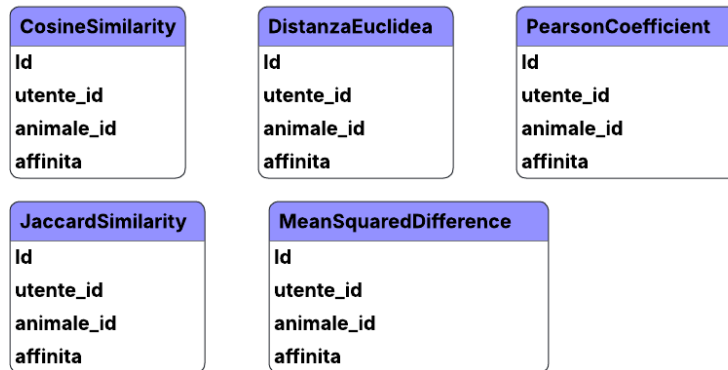 CosineSimilarity
Id
utente_id
animale_id
affinita
DistanzaEuclidea
Id
utente_id
animale_id
affinita
PearsonCoefficient
Id
utente_id
animale_id
affinita
JaccardSimilarity
Id
utente_id
animale_id
affinita
MeanSquaredDifference
Id
utente_id
animale_id
affinita